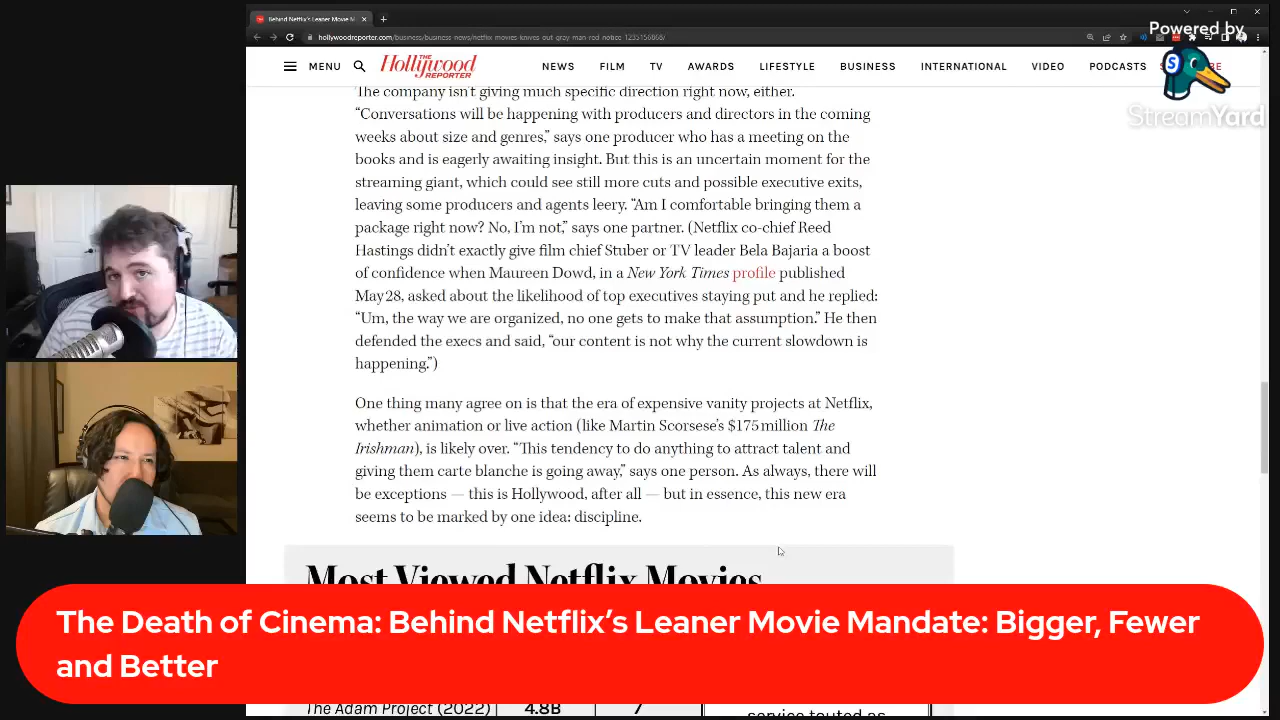 Behind Netflix's Leaner Movie M
hollywoodreporter.com/business/business-news/netflix-movies-knives-out-gray-man-red-notice-1235156866/
Powered by
StreamYard
MENU
THE
Hollywood
REPORTER
NEWS FILM TV AWARDS LIFESTYLE BUSINESS INTERNATIONAL VIDEO PODCASTS
The company isn't giving much specific direction right now, either.
“Conversations will be happening with producers and directors in the coming
weeks about size and genres,” says one producer who has a meeting on the
books and is eagerly awaiting insight. But this is an uncertain moment for the
streaming giant, which could see still more cuts and possible executive exits,
leaving some producers and agents leery. “Am I comfortable bringing them a
package right now? No, I’m not,” says one partner. (Netflix co-chief Reed
Hastings didn’t exactly give film chief Stuber or TV leader Bela Bajaria a boost
of confidence when Maureen Dowd, in a New York Times profile published
May 28, asked about the likelihood of top executives staying put and he replied:
“Um, the way we are organized, no one gets to make that assumption.” He then
defended the execs and said, “our content is not why the current slowdown is
happening.”)
One thing many agree on is that the era of expensive vanity projects at Netflix,
whether animation or live action (like Martin Scorsese’s $175 million The
Irishman), is likely over. “This tendency to do anything to attract talent and
giving them carte blanche is going away,” says one person. As always, there will
be exceptions — this is Hollywood, after all — but in essence, this new era
seems to be marked by one idea: discipline.
Most Viewed Netflix Movies
The Death of Cinema: Behind Netflix’s Leaner Movie Mandate: Bigger, Fewer
and Better
The Adam Project (2022) 4.8B 7 service touted as